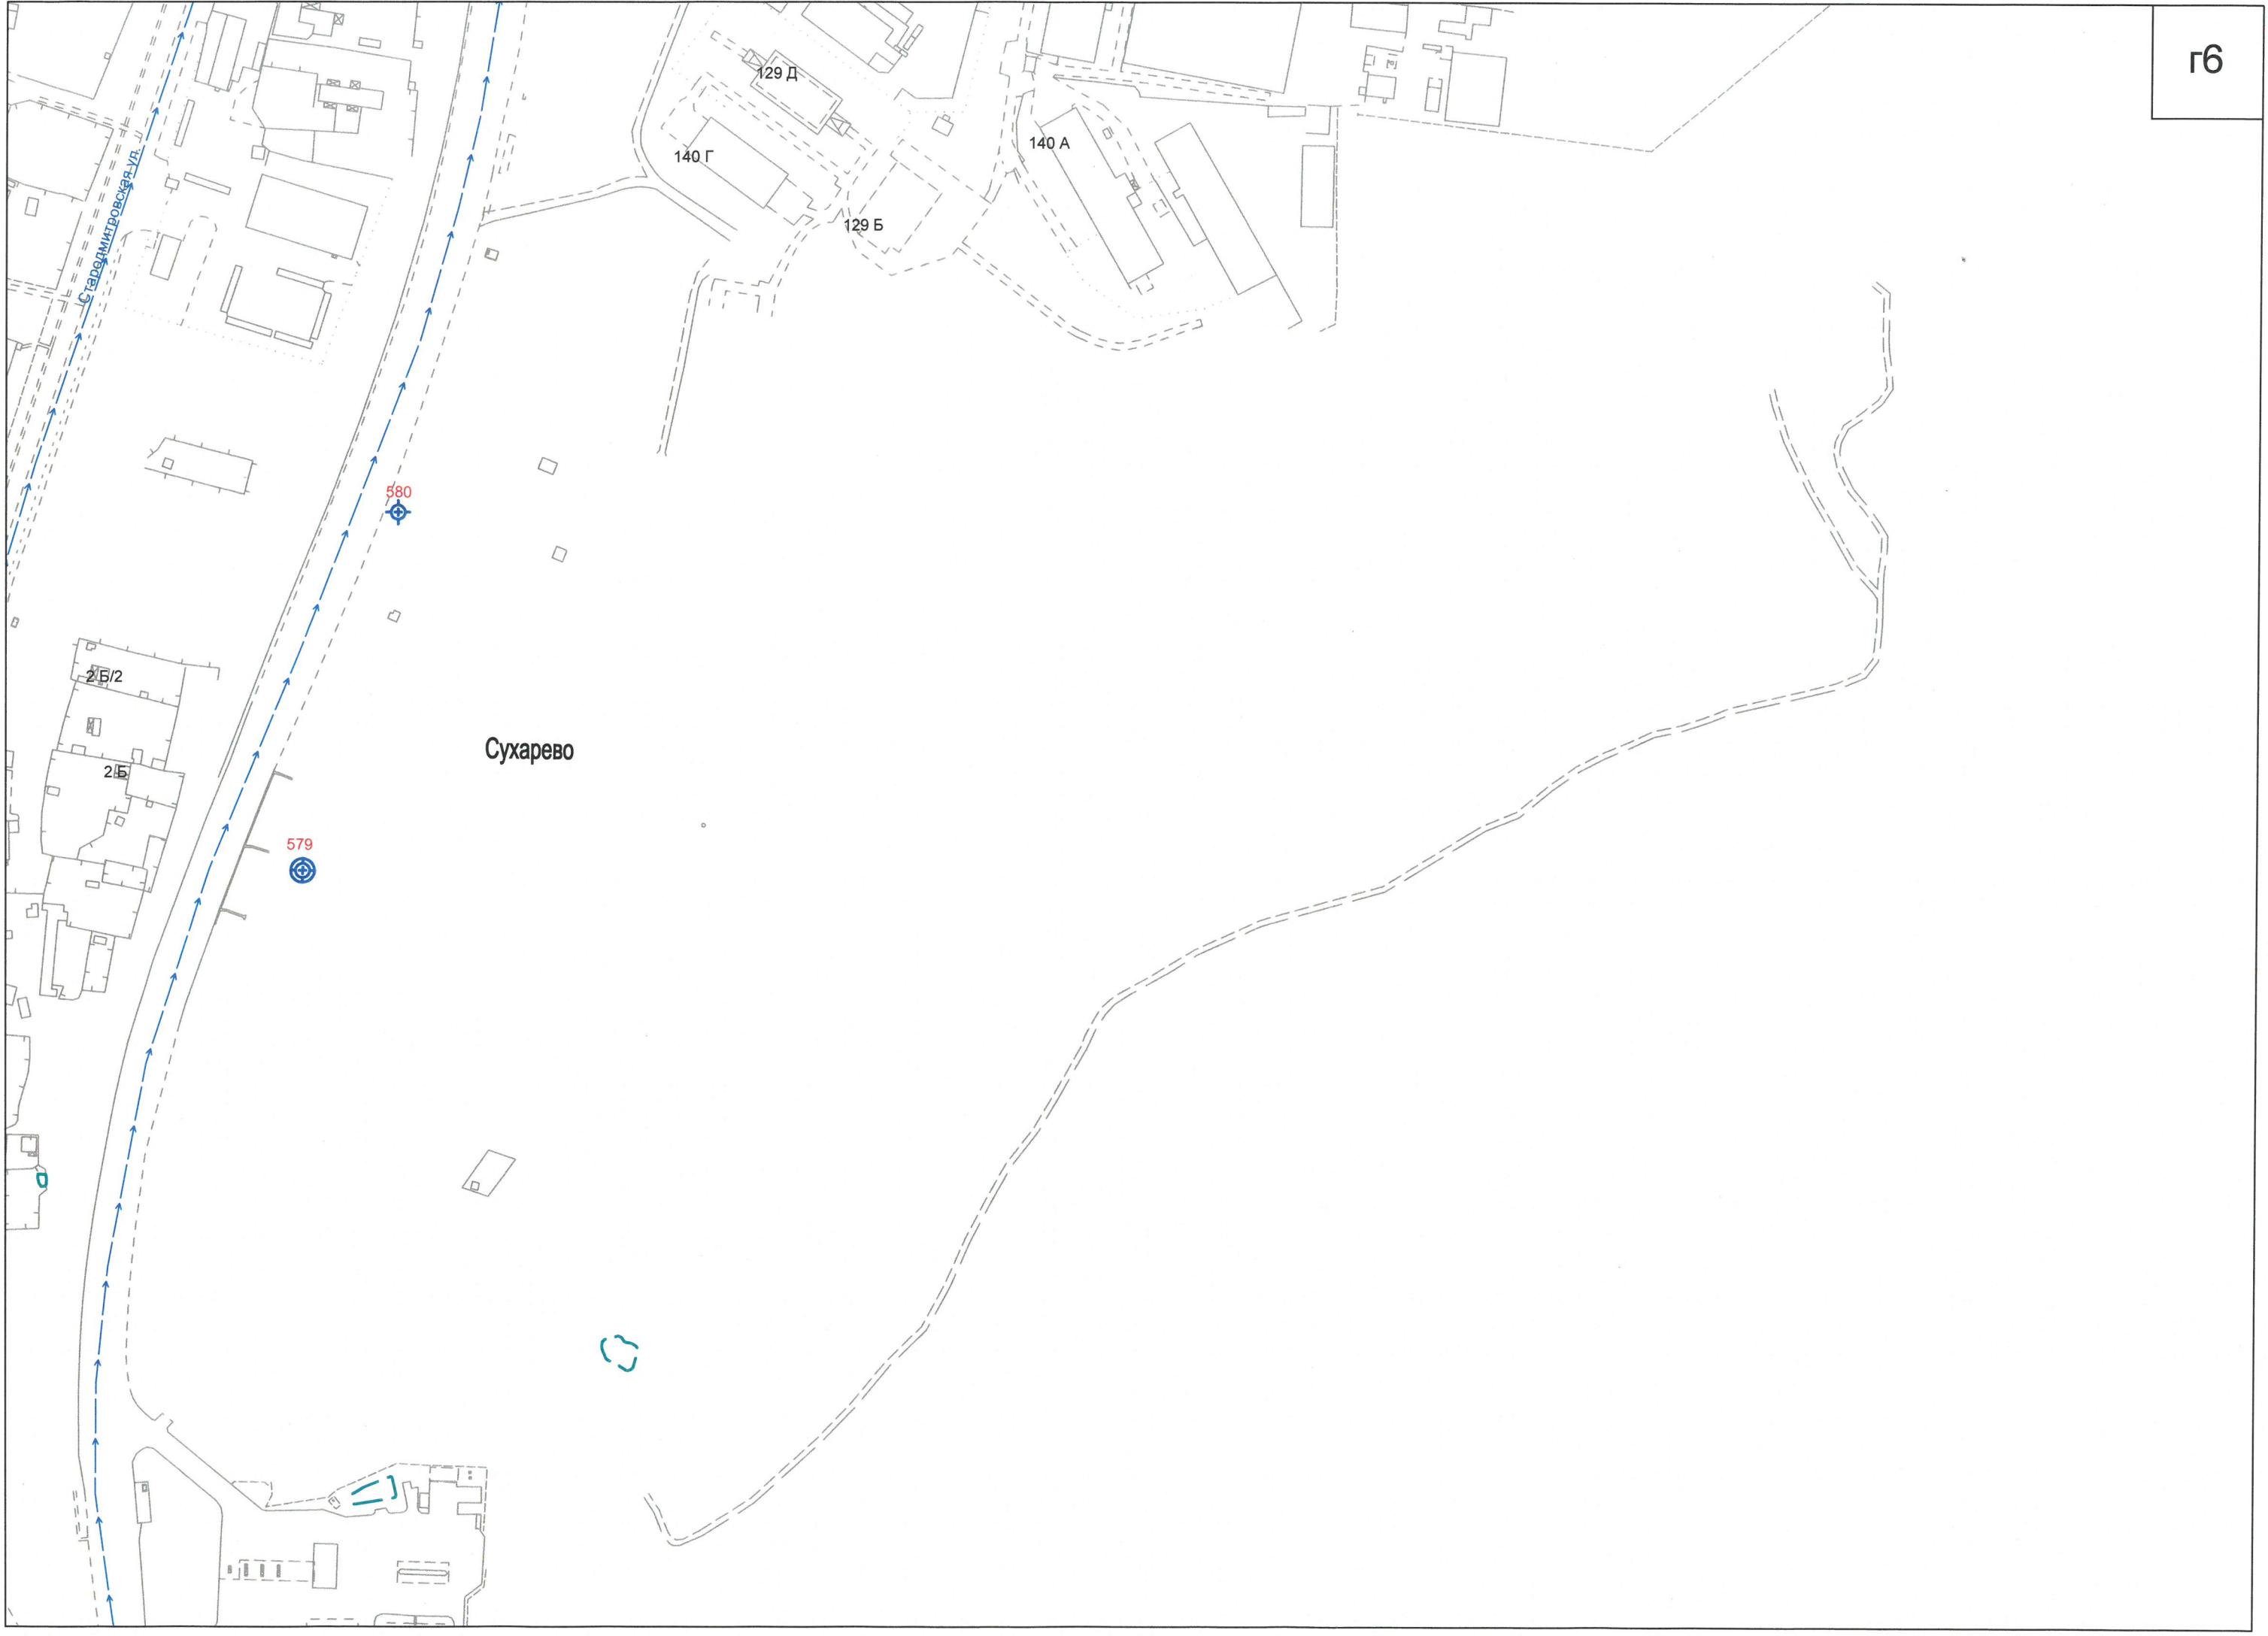 г6
129 Д
140 Г
140 А
129 Б
Стародмитровская ул.
580
2 Б/2
Сухарево
2 Б
579